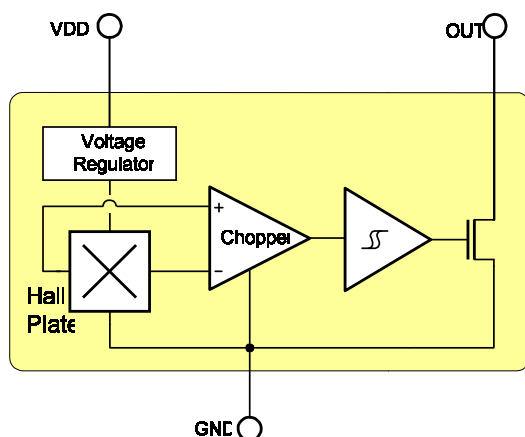 VDD
OUT
Voltage
Regulator
+
Chopper
−
Hall
Plate
GND